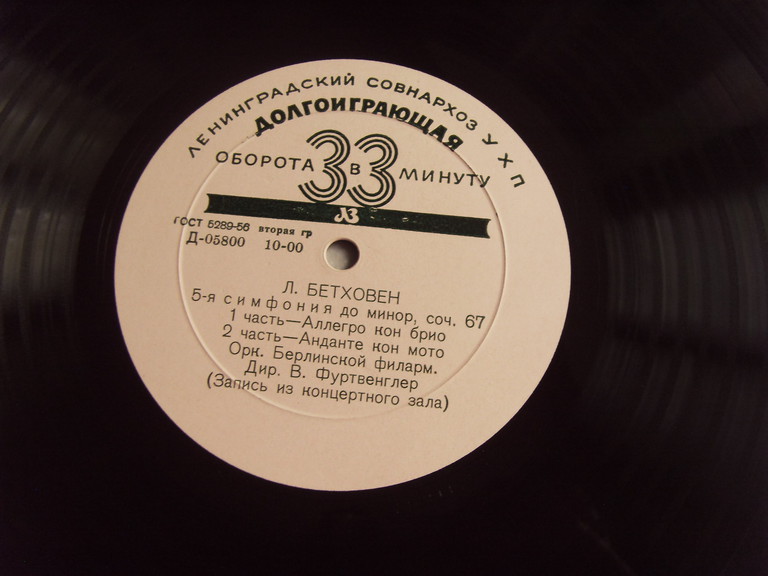 ЛЕНИНГРАДСКИЙ СОВНАРХОЗ УХП
ДОЛГОИГРАЮЩАЯ
ОБОРОТА 33 В МИНУТУ
ЛЗ
ГОСТ 5289-56 вторая гр
Д-05800 10-00
Л. БЕТХОВЕН
5-я симфония до минор, соч. 67
1 часть—Аллегро кон брио
2 часть—Анданте кон мото
Орк. Берлинской филарм.
Дир. В. Фуртвенглер
(Запись из концертного зала)